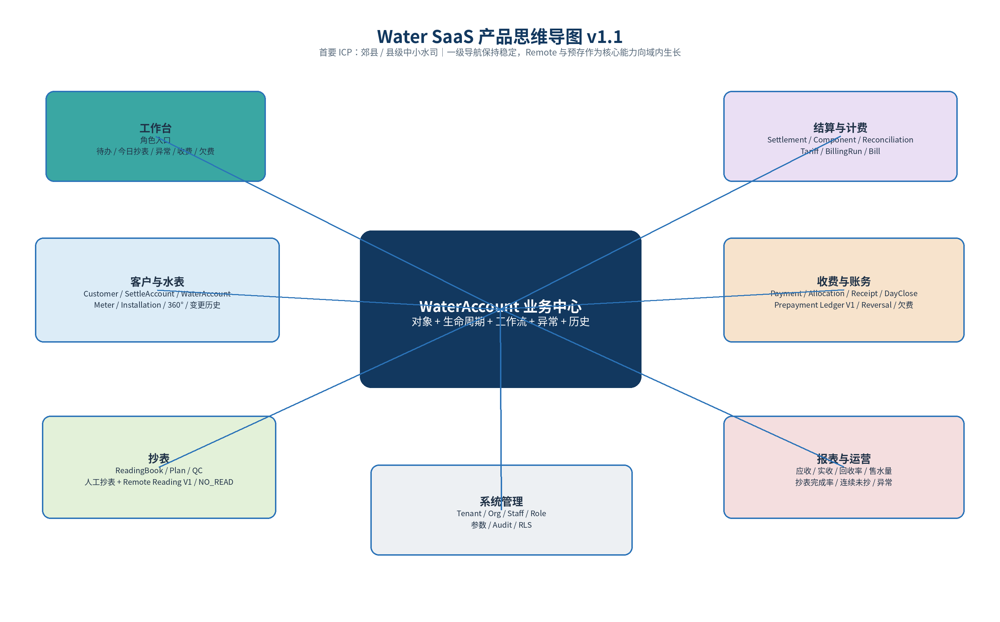 Water SaaS 产品思维导图 v1.1
首要 ICP：郊县 / 县级中小水司｜一级导航保持稳定，Remote 与预存作为核心能力向域内生长
工作台
角色入口
待办 / 今日抄表 / 异常 / 收费 / 欠费
结算与计费
Settlement / Component / Reconciliation
Tariff / BillingRun / Bill
客户与水表
Customer / SettleAccount / WaterAccount
Meter / Installation / 360° / 变更历史
WaterAccount 业务中心
对象 + 生命周期 + 工作流 + 异常 + 历史
收费与账务
Payment / Allocation / Receipt / DayClose
Prepayment Ledger V1 / Reversal / 欠费
抄表
ReadingBook / Plan / QC
人工抄表 + Remote Reading V1 / NO_READ
系统管理
Tenant / Org / Staff / Role
参数 / Audit / RLS
报表与运营
应收 / 实收 / 回收率 / 售水量
抄表完成率 / 连续未抄 / 异常